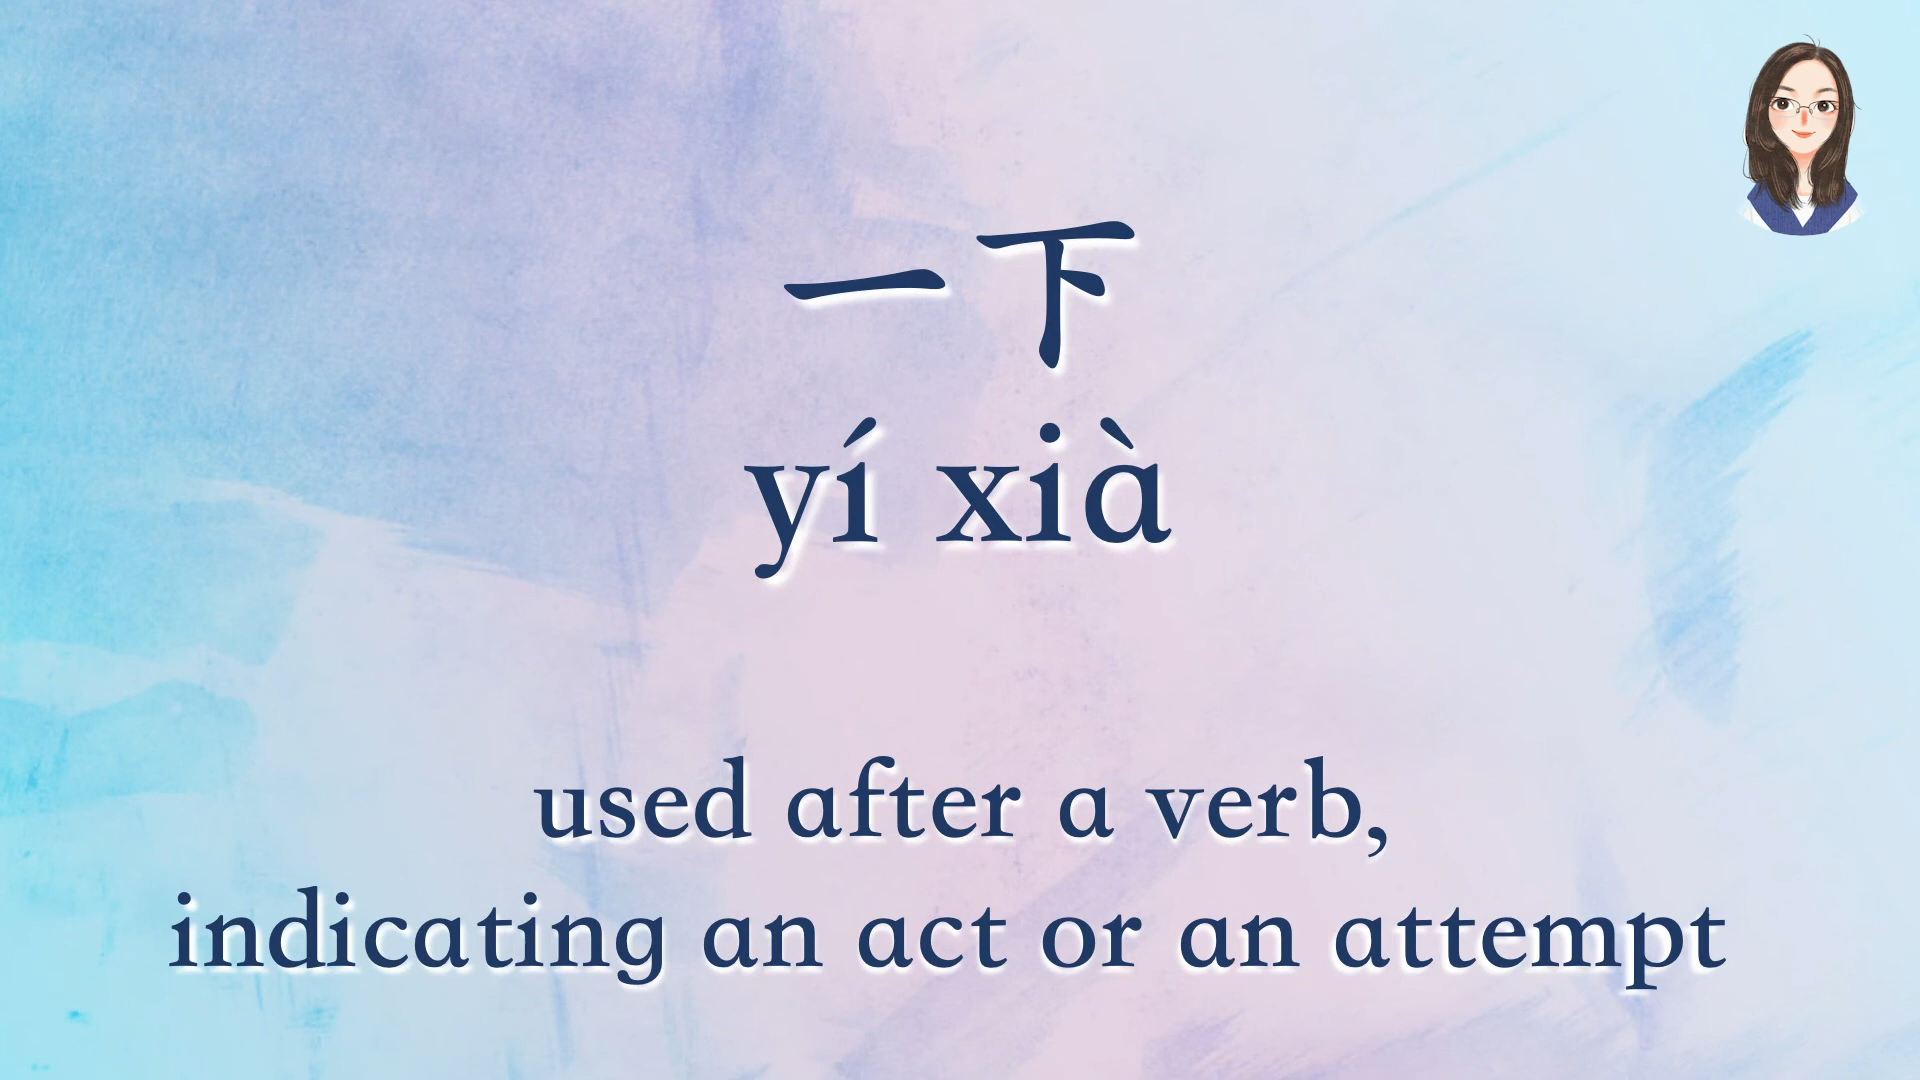 一下
yí xià
used after a verb,
indicating an act or an attempt